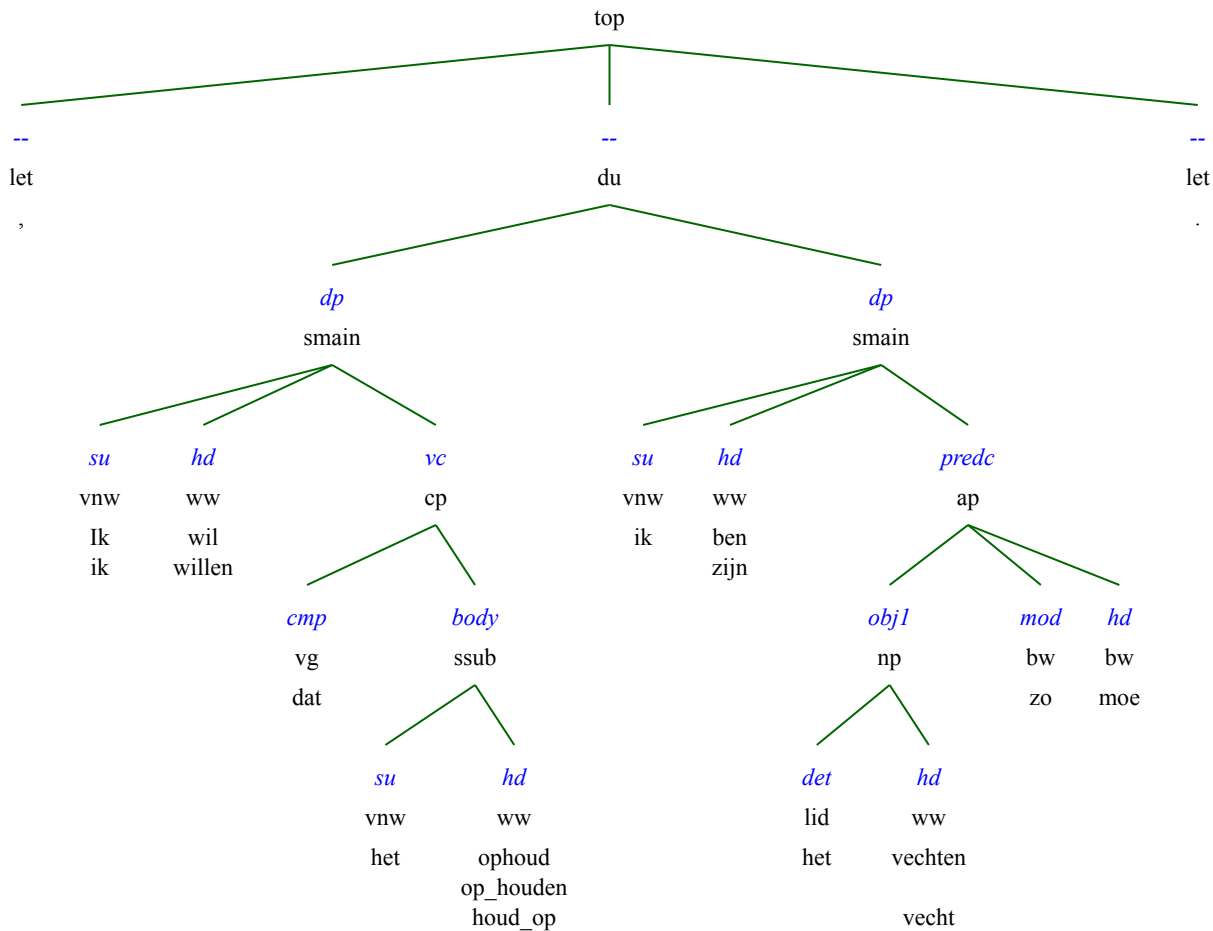 top
-- -- --
let du let
, .
dp dp
smain smain
su hd vc su hd predc
vnw ww cp vnw ww ap
Ik wil ik ben
ik willen zijn
cmp body obj1 mod hd
vg ssub np bw bw
dat zo moe
su hd det hd
vnw ww lid ww
het ophoud het vechten
op_houden
houd_op vecht